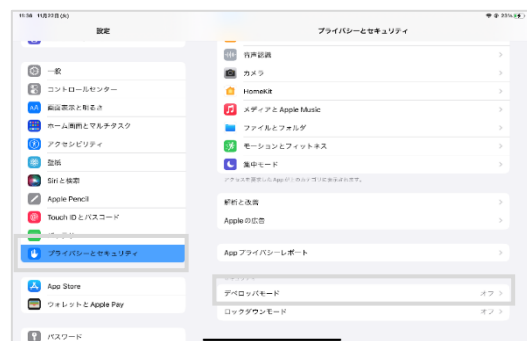 11:38 11月22日(水)
23%
設定
プライバシーとセキュリティ
一般
コントロールセンター
画面表示と明るさ
ホーム画面とマルチタスク
アクセシビリティ
壁紙
Siriと検索
Apple Pencil
Touch IDとパスコード
プライバシーとセキュリティ
App Store
ウォレットとApple Pay
パスワード
音声認識
カメラ
HomeKit
メディアとApple Music
ファイルとフォルダ
モーションとフィットネス
集中モード
解析と改善
Appleの広告
Appプライバシーレポート
デベロッパモード
オフ
ロックダウンモード
オフ